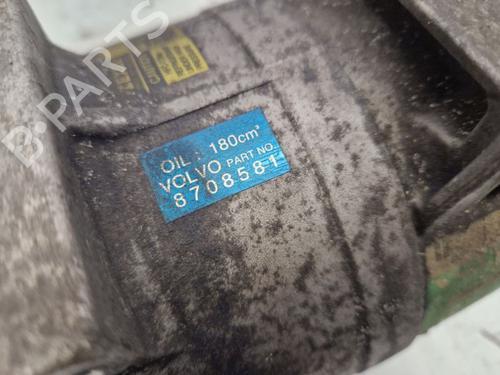 B-PARTS
OIL : 180cm³
VOLVO PART NO.
8708581